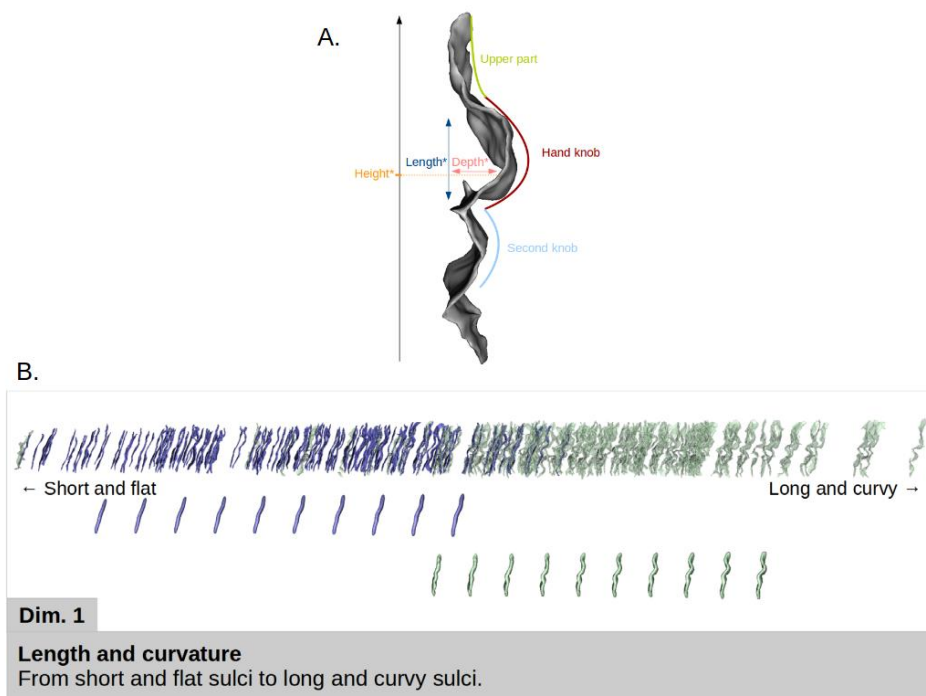 A.
Upper part
Hand knob
Length*
Depth*
Height*
Second knob
B.
← Short and flat
Long and curvy →
Dim. 1
Length and curvature
From short and flat sulci to long and curvy sulci.